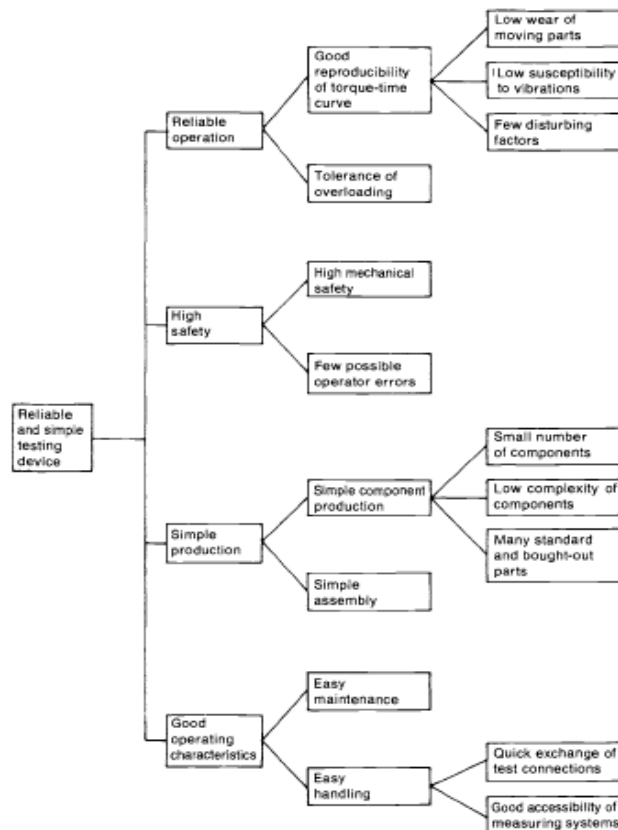 Low wear of
moving parts
Good
reproducibility
of torque-time
curve
Low susceptibility
to vibrations
Reliable
operation
Few disturbing
factors
Tolerance of
overloading
High mechanical
safety
High
safety
Few possible
operator errors
Reliable
and simple
testing
device
Small number
of components
Simple component
production
Low complexity of
components
Simple
production
Many standard
and bought-out
parts
Simple
assembly
Easy
maintenance
Good
operating
characteristics
Quick exchange of
test connections
Easy
handling
Good accessibility of
measuring systems